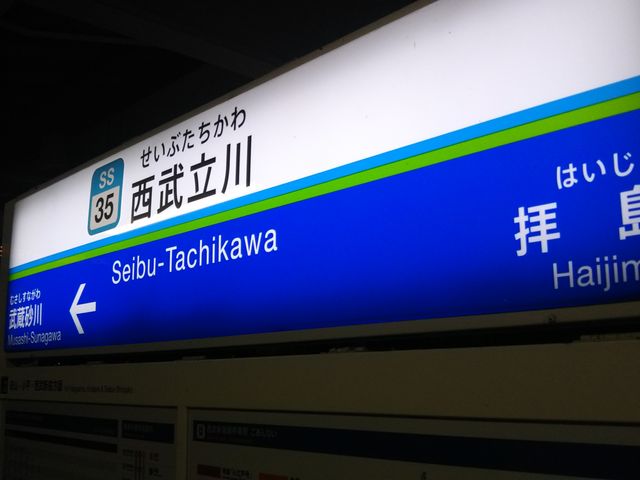 せいぶたちかわ
SS
35
西武立川
Seibu-Tachikawa
むさしすながわ
武蔵砂川
Musashi-Sunagawa
←
はいじ
拝島
Haijim